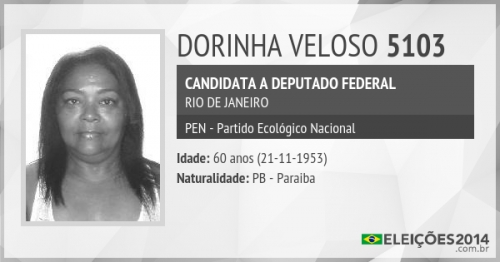 DORINHA VELOSO 5103
CANDIDATA A DEPUTADO FEDERAL
RIO DE JANEIRO
PEN - Partido Ecológico Nacional
Idade: 60 anos (21-11-1953)
Naturalidade: PB - Paraiba
ELEIÇÕES2014
.com.br